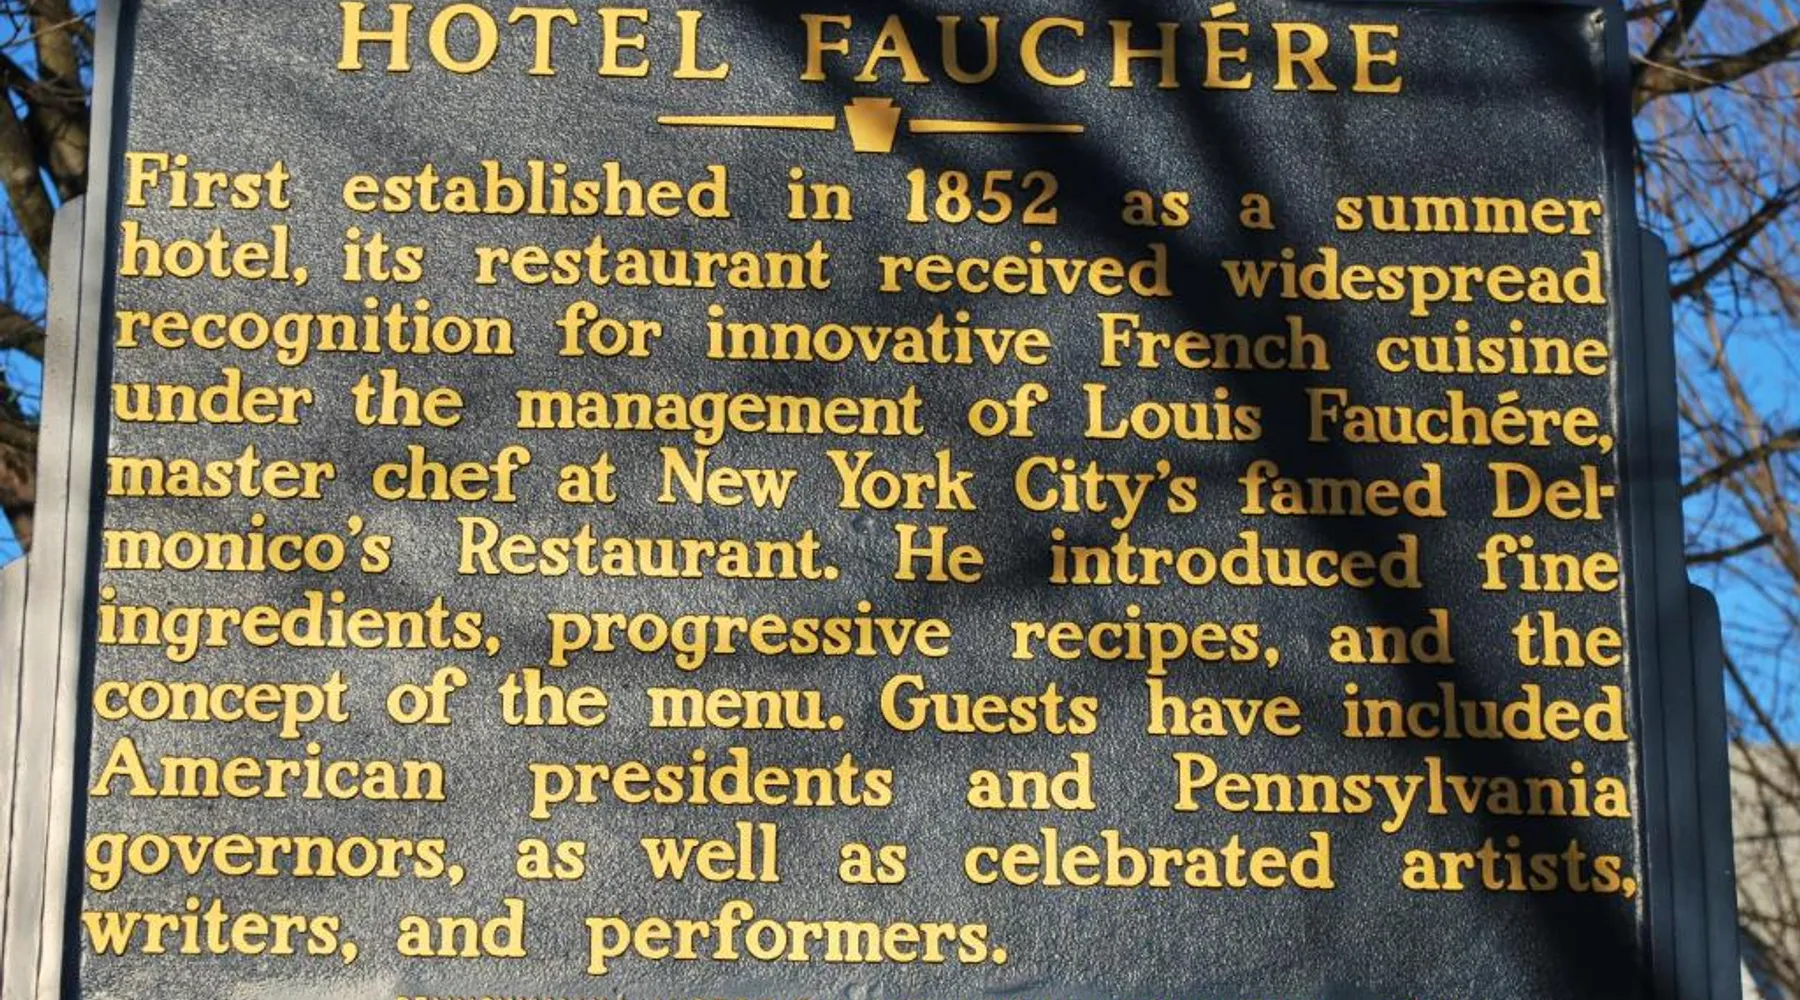 HOTEL FAUCHÉRE
First established in 1852 as a summer
hotel, its restaurant received widespread
recognition for innovative French cuisine
under the management of Louis Fauchére,
master chef at New York City's famed Del-
monico's Restaurant. He introduced fine
ingredients, progressive recipes, and the
concept of the menu. Guests have included
American presidents and Pennsylvania
governors, as well as celebrated artists,
writers, and performers.